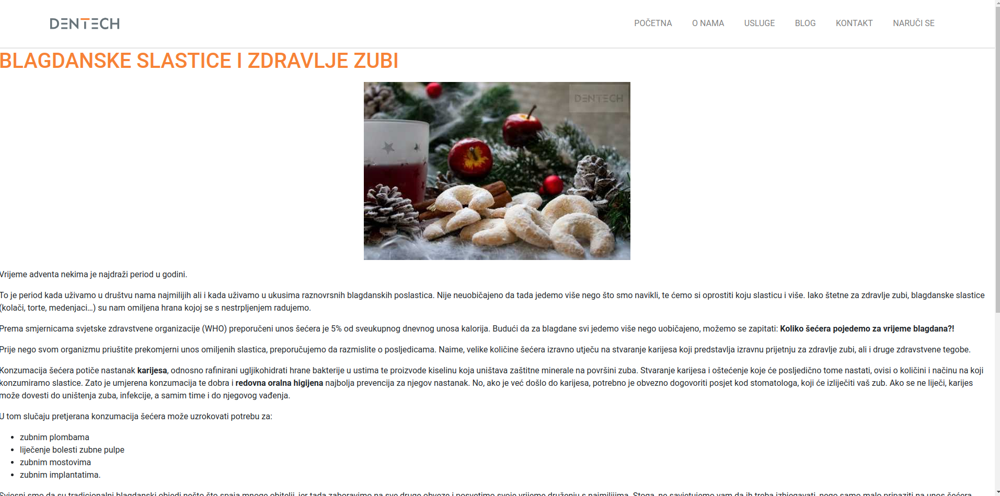 DENTECH
POČETNA O NAMA USLUGE BLOG KONTAKT NARUČI SE
BLAGDANSKE SLASTICE I ZDRAVLJE ZUBI
DENTECH
Vrijeme adventa nekima je najdraži period u godini.
To je period kada uživamo u društvu nama najmilijih ali i kada uživamo u ukusima raznovrsnih blagdanskih poslastica. Nije neuobičajeno da tada jedemo više nego što smo navikli, te ćemo si oprostiti koju slasticu i više. Iako štetne za zdravlje zubi, blagdanske slastice
(kolači, torte, medenjaci…) su nam omiljena hrana kojoj se s nestrpljenjem radujemo.
Prema smjernicama svjetske zdravstvene organizacije (WHO) preporučeni unos šećera je 5% od sveukupnog dnevnog unosa kalorija. Budući da za blagdane svi jedemo više nego uobičajeno, možemo se zapitati: Koliko šećera pojedemo za vrijeme blagdana?!
Prije nego svom organizmu priuštite prekomjerni unos omiljenih slastica, preporučujemo da razmislite o posljedicama. Naime, velike količine šećera izravno utječu na stvaranje karijesa koji predstavlja izravnu prijetnju za zdravlje zubi, ali i druge zdravstvene tegobe.
Konzumacija šećera potiče nastanak karijesa, odnosno rafinirani ugljikohidrati hrane bakterije u ustima te proizvode kiselinu koja uništava zaštitne minerale na površini zuba. Stvaranje karijesa i oštećenje koje će posljedično tome nastati, ovisi o količini i načinu na koji
konzumiramo slastice. Zato je umjerena konzumacija te dobra i redovna oralna higijena najbolja prevencija za njegov nastanak. No, ako je već došlo do karijesa, potrebno je obvezno dogovoriti posjet kod stomatologa, koji će izliječiti vaš zub. Ako se ne liječi, karijes
može dovesti do uništenja zuba, infekcije, a samim time i do njegovog vađenja.
U tom slučaju pretjerana konzumacija šećera može uzrokovati potrebu za:
• zubnim plombama
• liječenje bolesti zubne pulpe
• zubnim mostovima
• zubnim implantatima.
Svjesni smo da su tradicionalni blagdanski objedi nešto što spaja mnoge obitelji, jer tada zaboravimo na sve druge obveze i posvetimo svoje vrijeme druženju s najmilijima. Stoga, ne savjetujemo vam da ih treba izbjegavati, nego samo malo pripaziti na unos šećera.